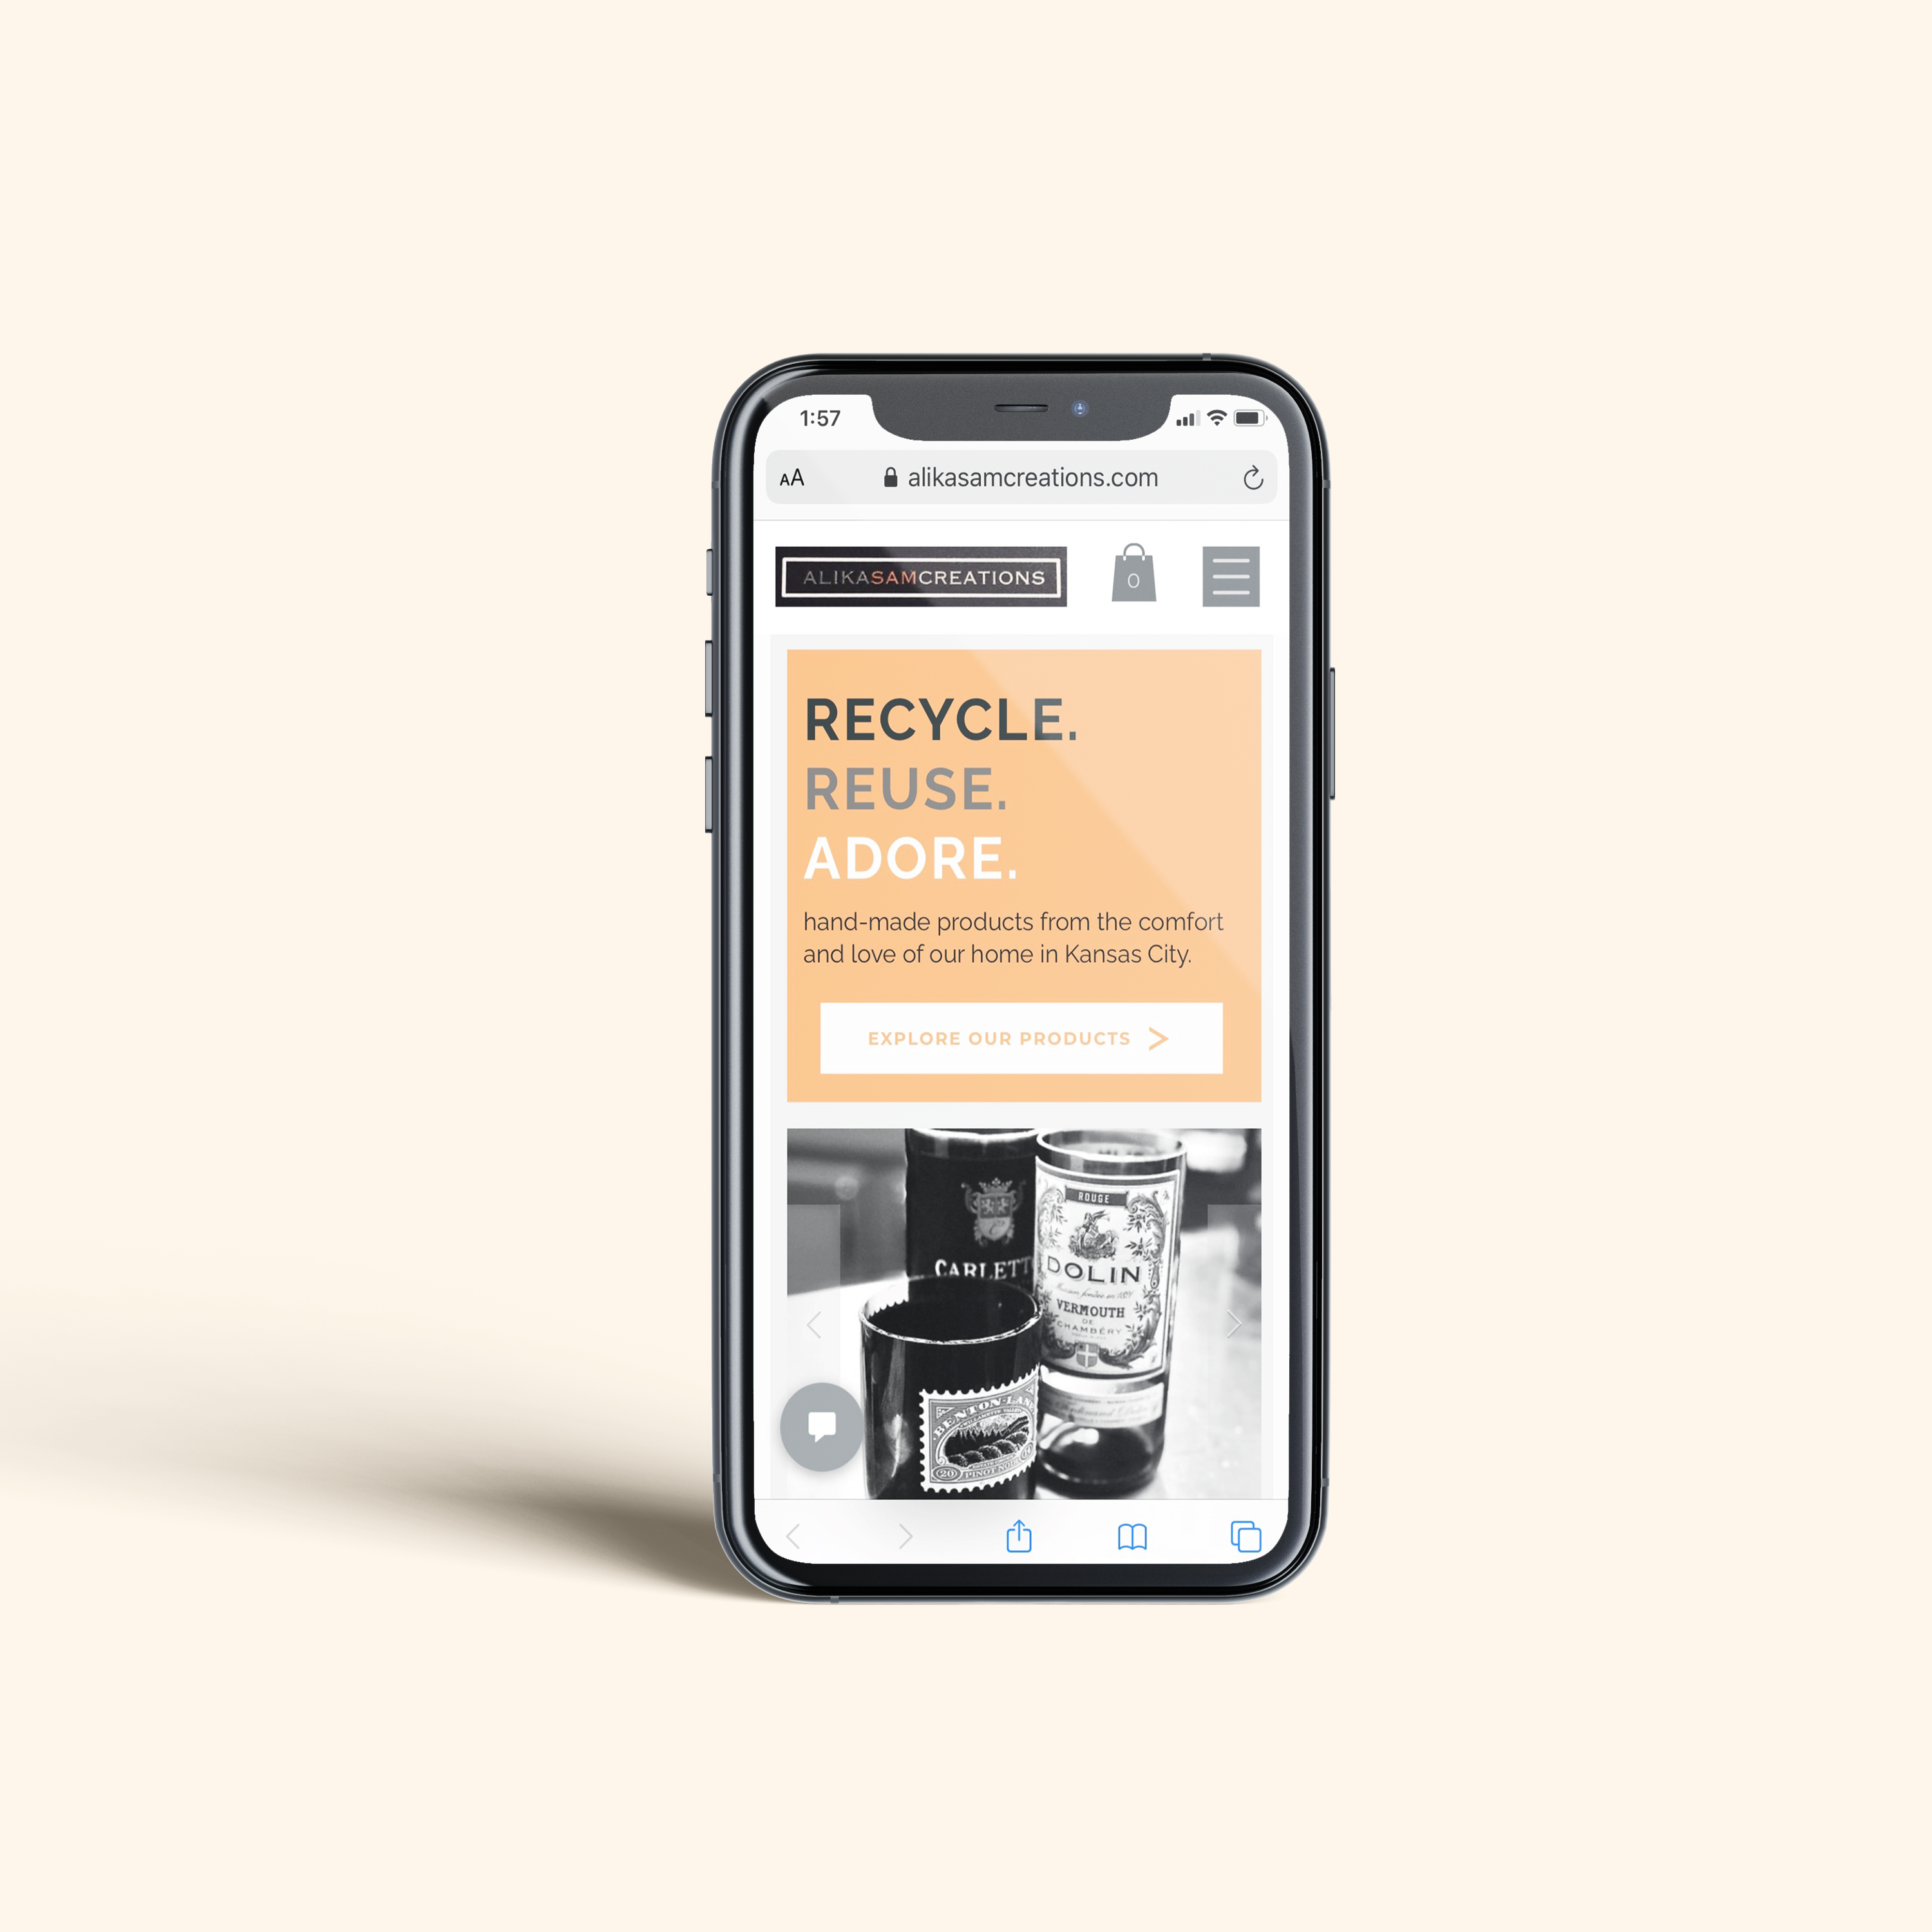 1:57
AA
alikasamcreations.com
ALIKASAMCREATIONS
0
RECYCLE.
REUSE.
ADORE.
hand-made products from the comfort
and love of our home in Kansas City.
EXPLORE OUR PRODUCTS >
CARLETT
ROUGE
DOLIN
VERMOUTH
DE
CHAMBÉRY
BENTON-LANE
20
PINOT NOIR